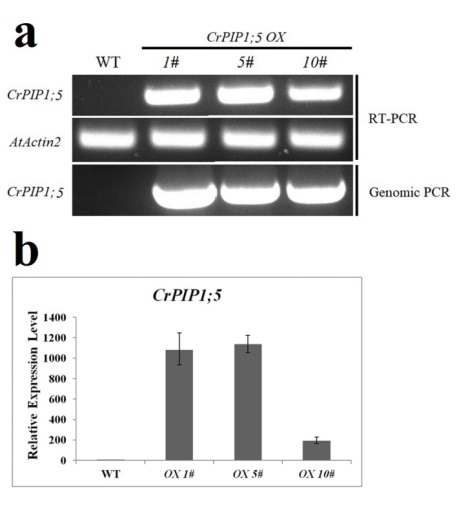 a
CrPIP1;5 OX
WT 1# 5# 10#
CrPIP1;5
AtActin2
RT-PCR
CrPIP1;5
Genomic PCR
b
CrPIP1;5
Relative Expression Level
1400
1200
1000
800
600
400
200
0
WT OX 1# OX 5# OX 10#